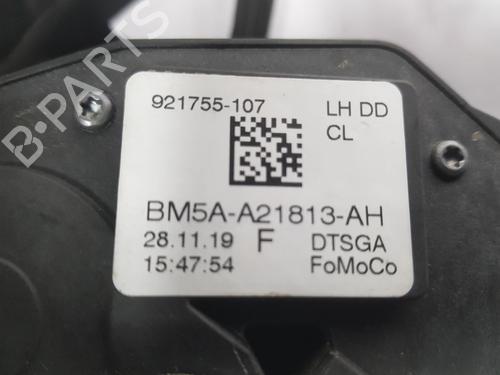 921755-107 LH DD
CL
BM5A-A21813-AH
28.11.19 F DTSGA
15:47:54 FoMoCo
B-PARTS